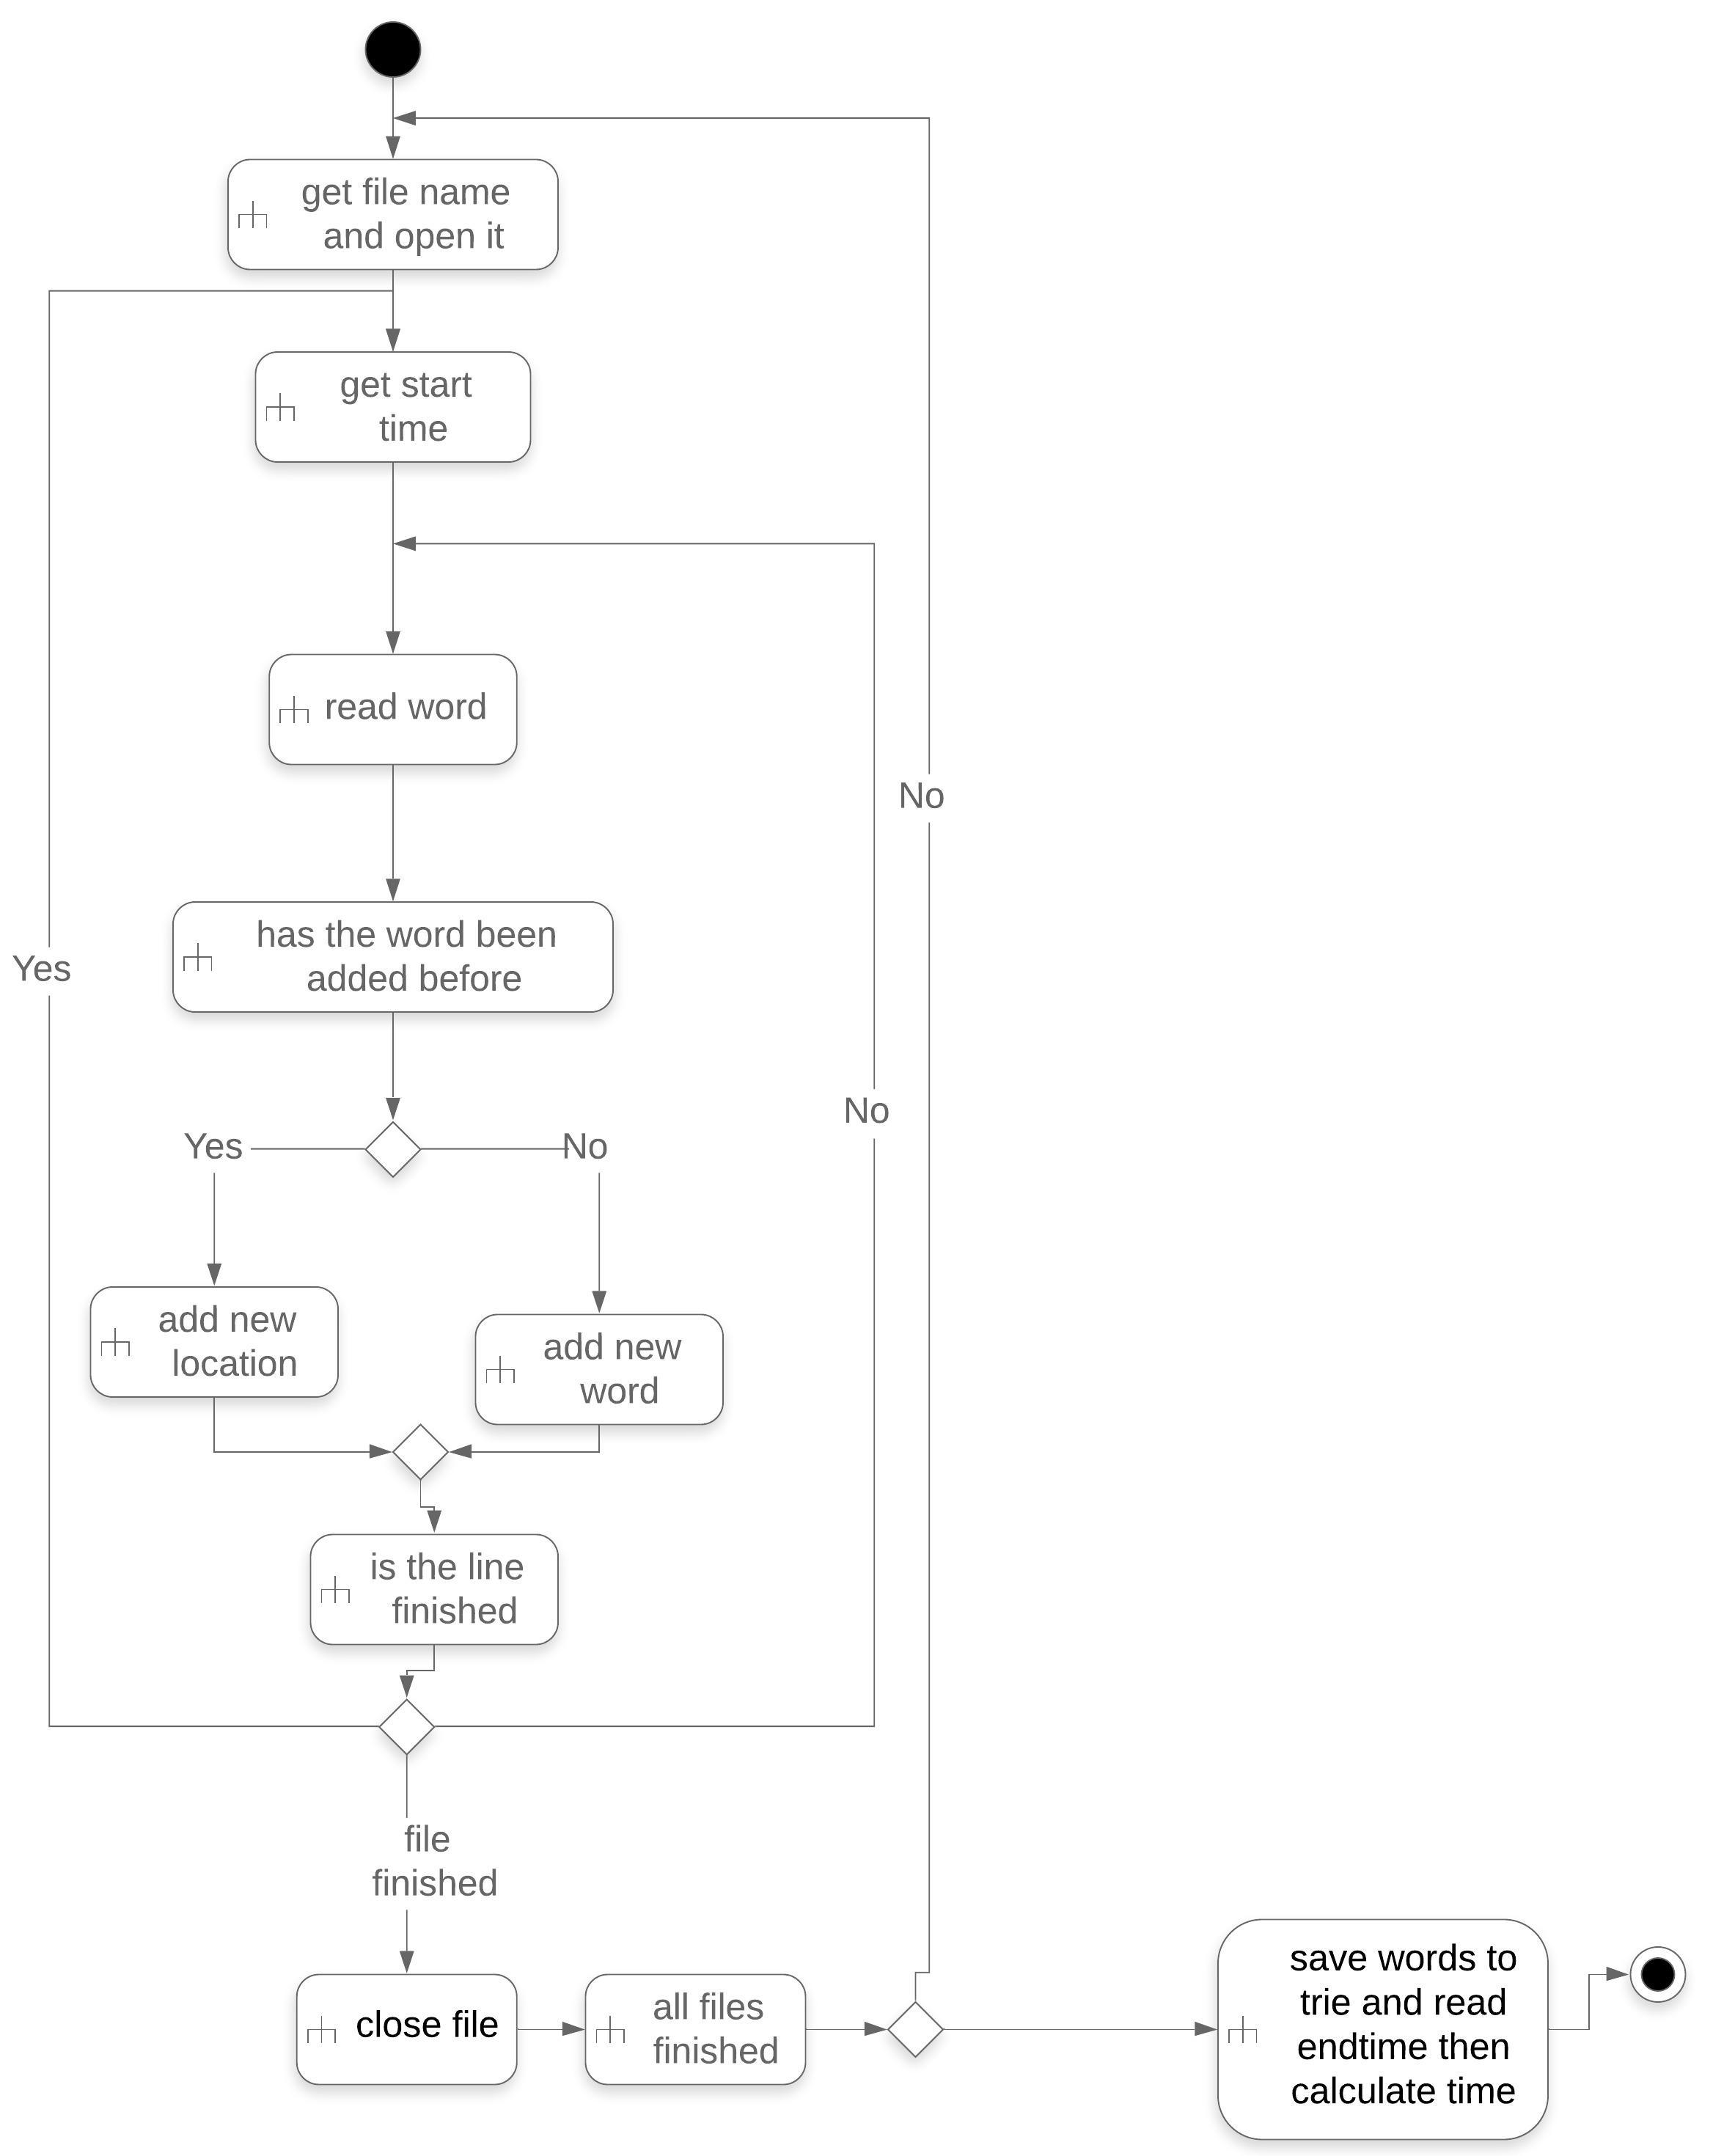 get file name
and open it
get start
time
read word
No
has the word been
added before
Yes
No
Yes
No
add new
location
add new
word
is the line
finished
file
finished
close file
all files
finished
save words to
trie and read
endtime then
calculate time